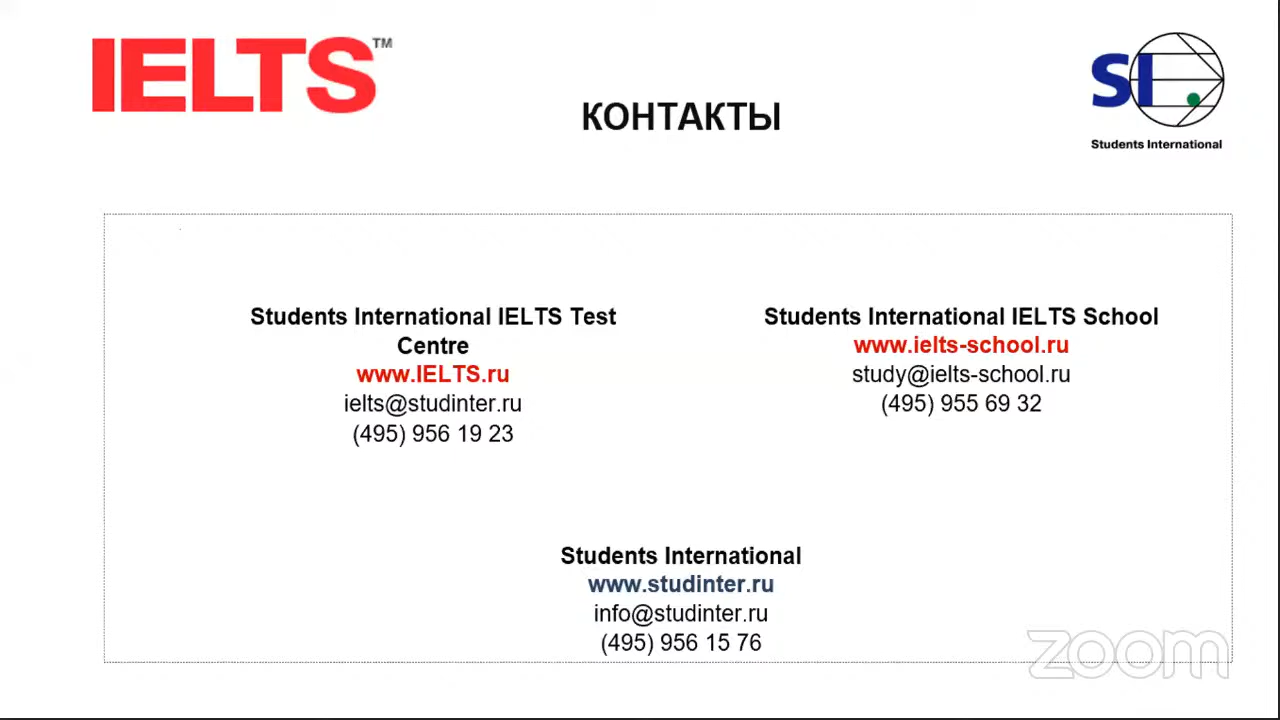 IELTS™
SI
Students International
КОНТАКТЫ
Students International IELTS Test
Centre
www.IELTS.ru
ielts@studinter.ru
(495) 956 19 23
Students International IELTS School
www.ielts-school.ru
study@ielts-school.ru
(495) 955 69 32
Students International
www.studinter.ru
info@studinter.ru
(495) 956 15 76
zoom